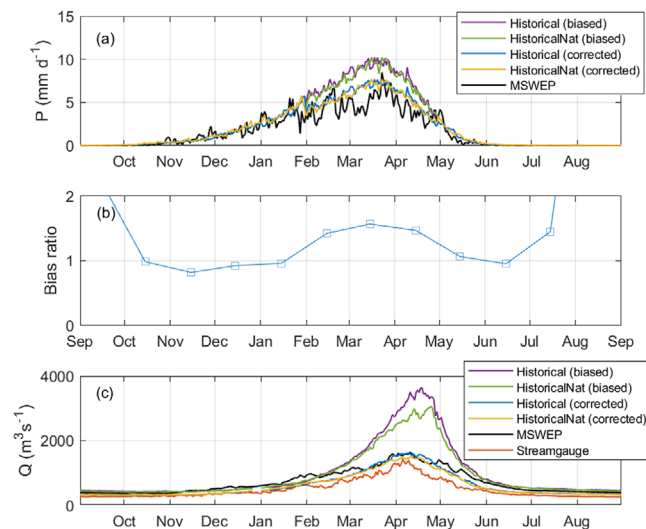 (a)
Historical (biased)
HistoricalNat (biased)
Historical (corrected)
HistoricalNat (corrected)
MSWEP
P (mm d⁻¹)
15
10
5
0
Oct Nov Dec Jan Feb Mar Apr May Jun Jul Aug
(b)
Bias ratio
2
1
0
Sep Oct Nov Dec Jan Feb Mar Apr May Jun Jul Aug Sep
(c)
Historical (biased)
HistoricalNat (biased)
Historical (corrected)
HistoricalNat (corrected)
MSWEP
Streamgauge
Q (m³s⁻¹)
4000
2000
0
Oct Nov Dec Jan Feb Mar Apr May Jun Jul Aug